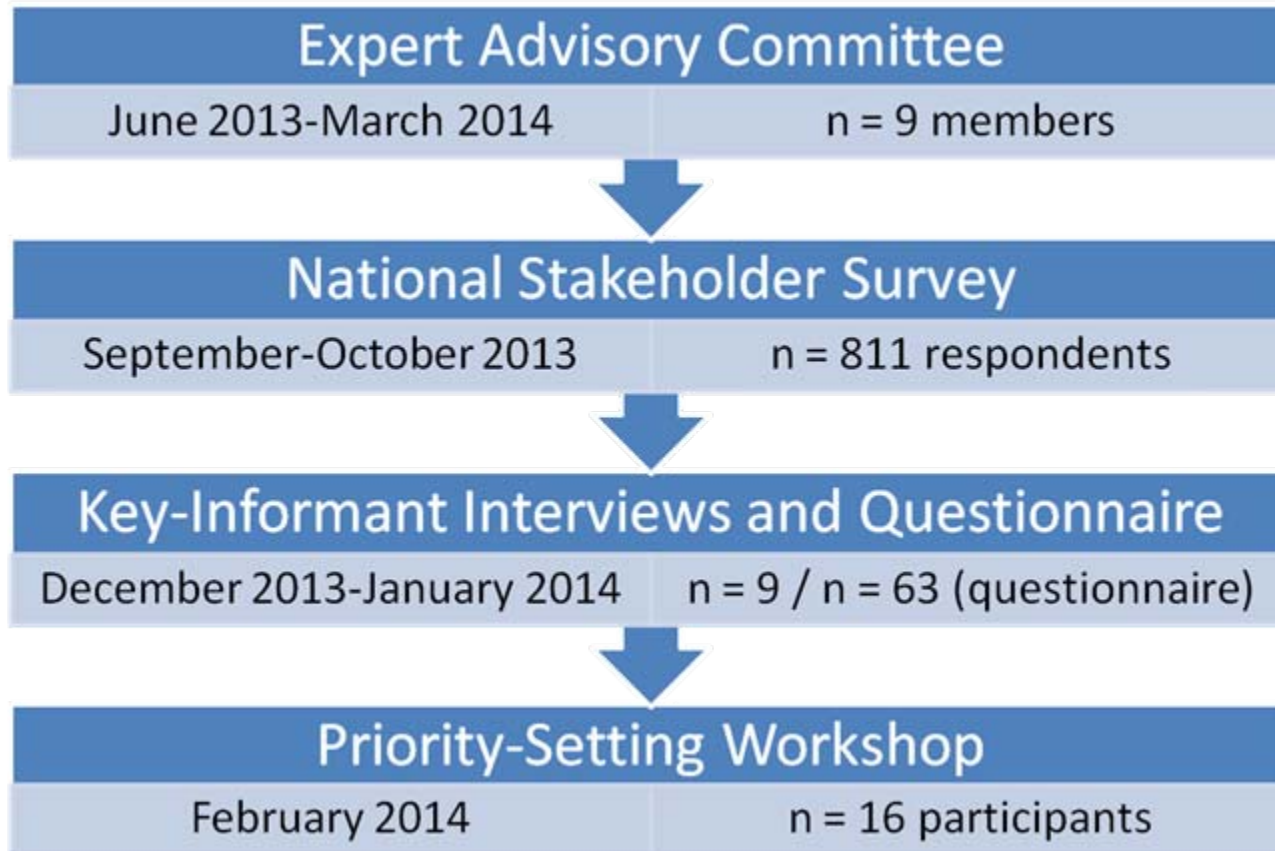 Expert Advisory Committee
June 2013-March 2014 n = 9 members
National Stakeholder Survey
September-October 2013 n = 811 respondents
Key-Informant Interviews and Questionnaire
December 2013-January 2014 n = 9 / n = 63 (questionnaire)
Priority-Setting Workshop
February 2014 n = 16 participants